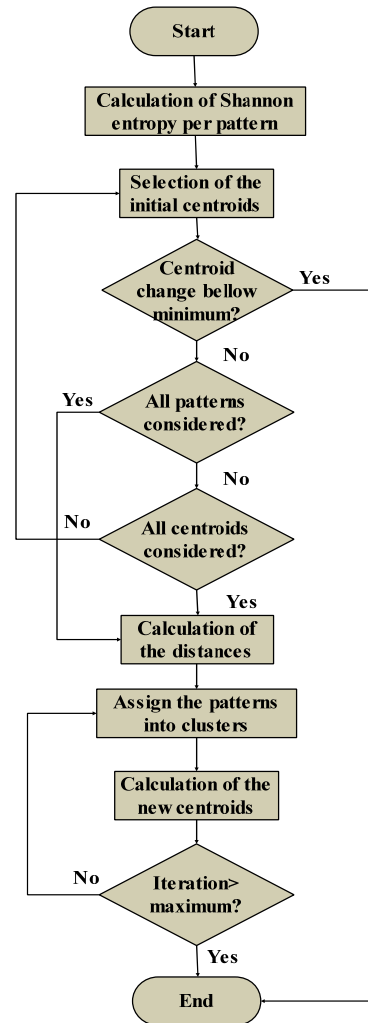 Start
Calculation of Shannon
entropy per pattern
Selection of the
initial centroids
Centroid
change bellow
minimum?
Yes
No
All patterns
considered?
Yes
No
All centroids
considered?
No
Yes
Calculation of
the distances
Assign the patterns
into clusters
Calculation of the
new centroids
Iteration>
maximum?
No
Yes
End